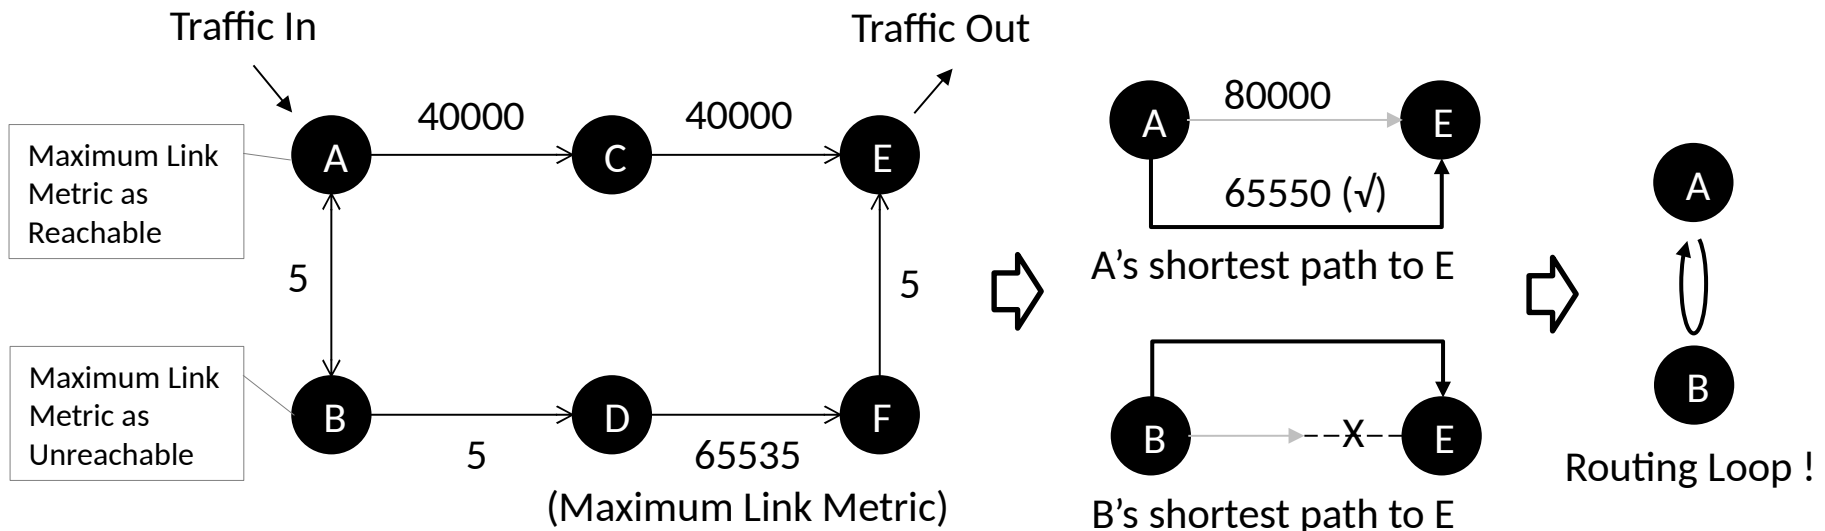 Traffic In
Traffic Out
40000
40000
A
C
E
Maximum Link
Metric as
Reachable
5
5
Maximum Link
Metric as
Unreachable
B
D
F
5
65535
(Maximum Link Metric)
80000
A
E
65550 (√)
A’s shortest path to E
B
X
E
B’s shortest path to E
A
B
Routing Loop !